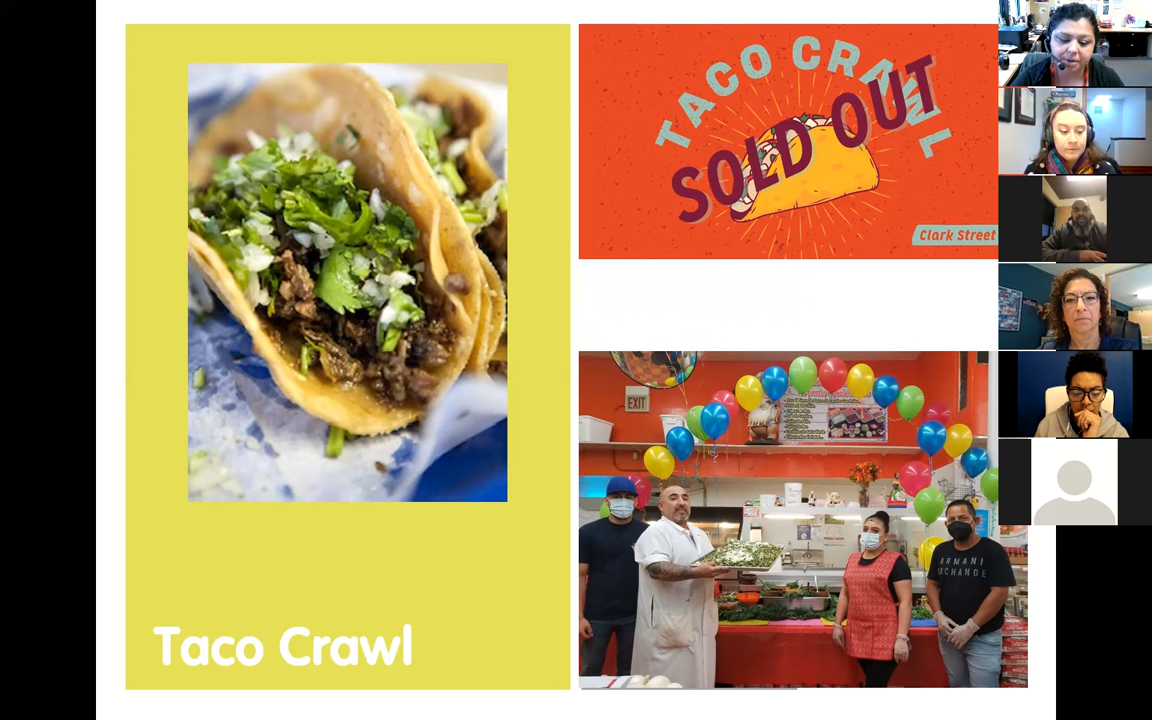 Taco Crawl
TACO CRAWL
SOLD OUT
Clark Street
EXIT
ARMANI
EXCHANGE